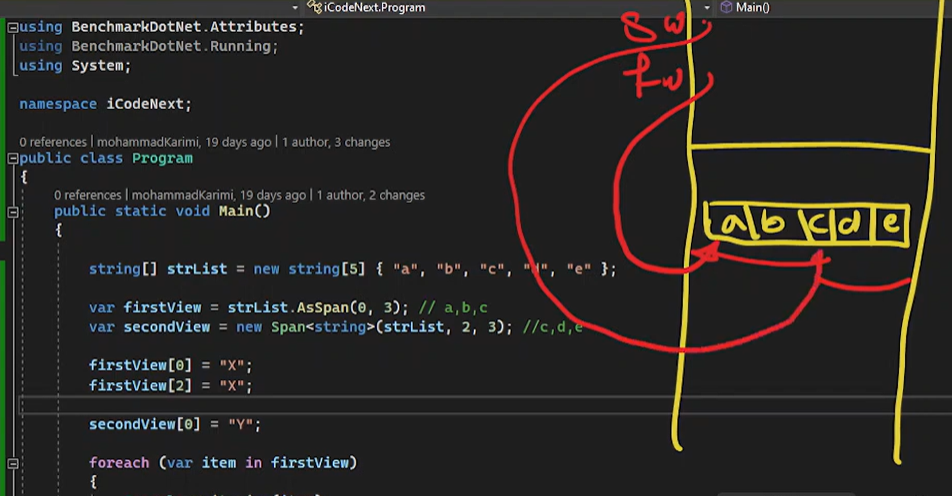 iCodeNext.Program Main()
using BenchmarkDotNet.Attributes;
using BenchmarkDotNet.Running;
using System;
namespace iCodeNext;
0 references | mohammadKarimi, 19 days ago | 1 author, 3 changes
public class Program
{
0 references | mohammadKarimi, 19 days ago | 1 author, 2 changes
public static void Main()
{
string[] strList = new string[5] { "a", "b", "c", "d", "e" };
var firstView = strList.AsSpan(0, 3); // a,b,c
var secondView = new Span<string>(strList, 2, 3); //c,d,e
firstView[0] = "X";
firstView[2] = "X";
secondView[0] = "Y";
foreach (var item in firstView)
{
sw
fw
a b c d e